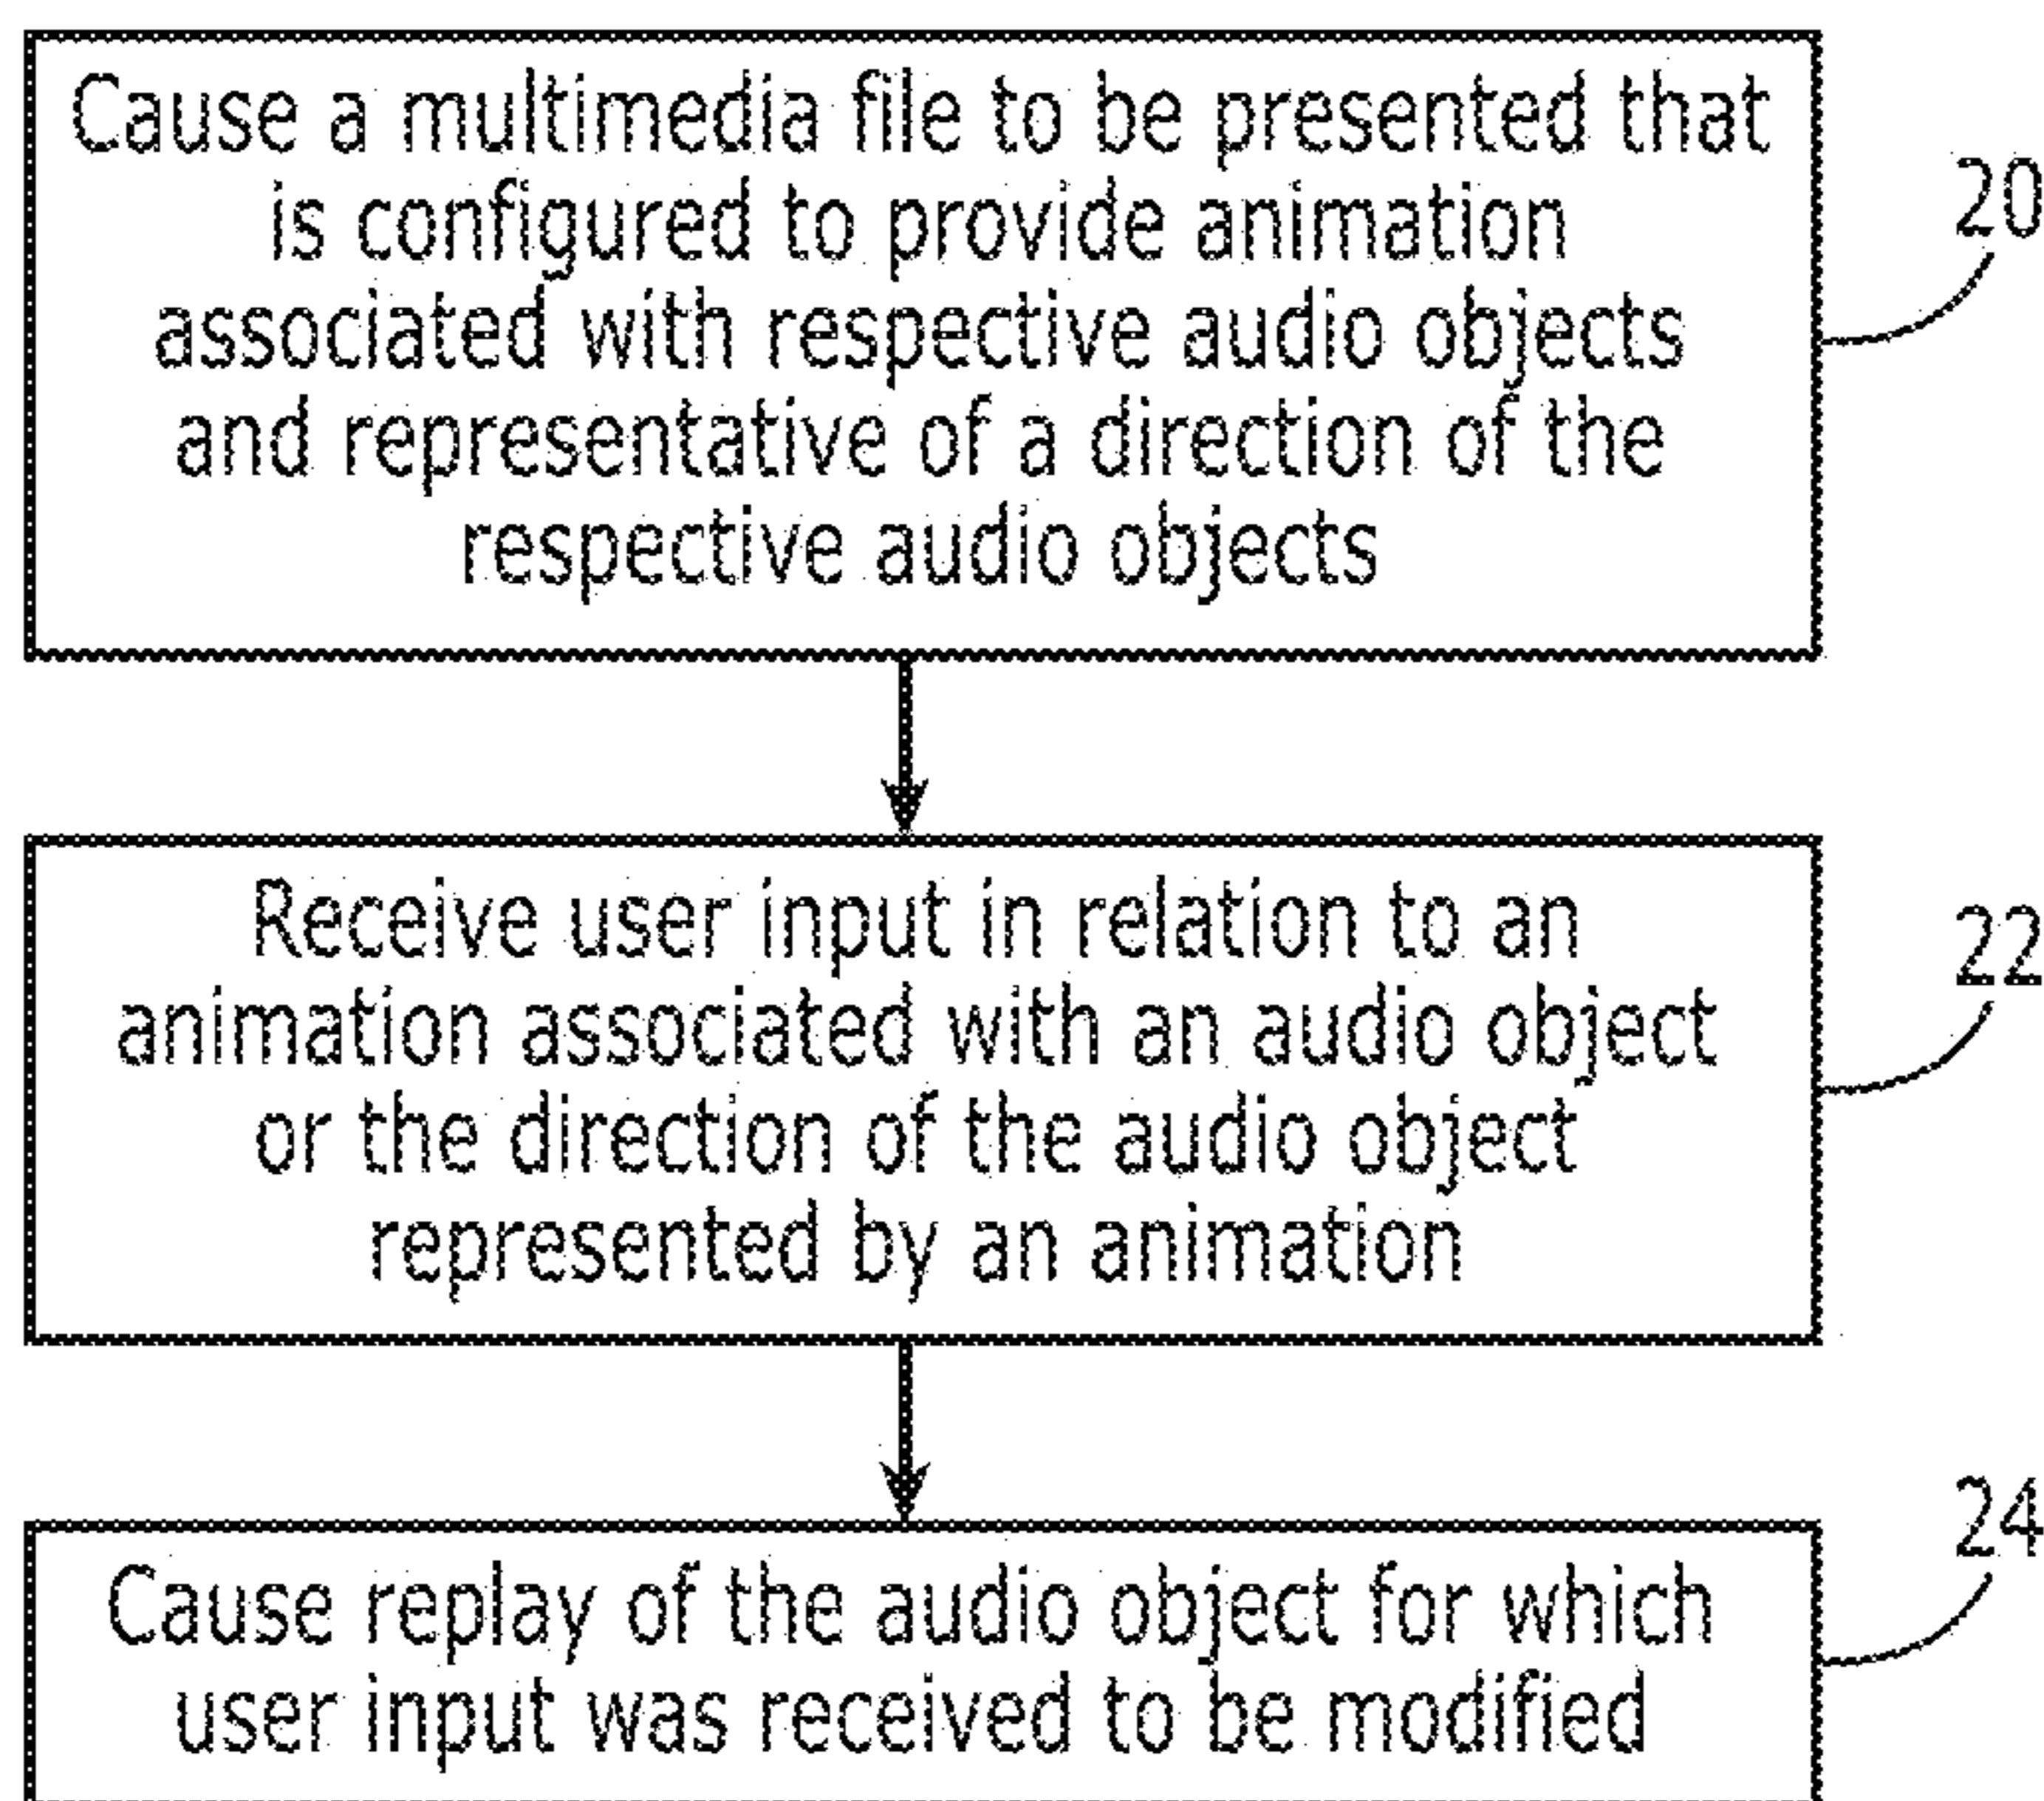 Cause a multimedia file to be presented that
is configured to provide animation
associated with respective audio objects
and representative of a direction of the
respective audio objects
20
Receive user input in relation to an
animation associated with an audio object
or the direction of the audio object
represented by an animation
22
Cause replay of the audio object for which
user input was received to be modified
24